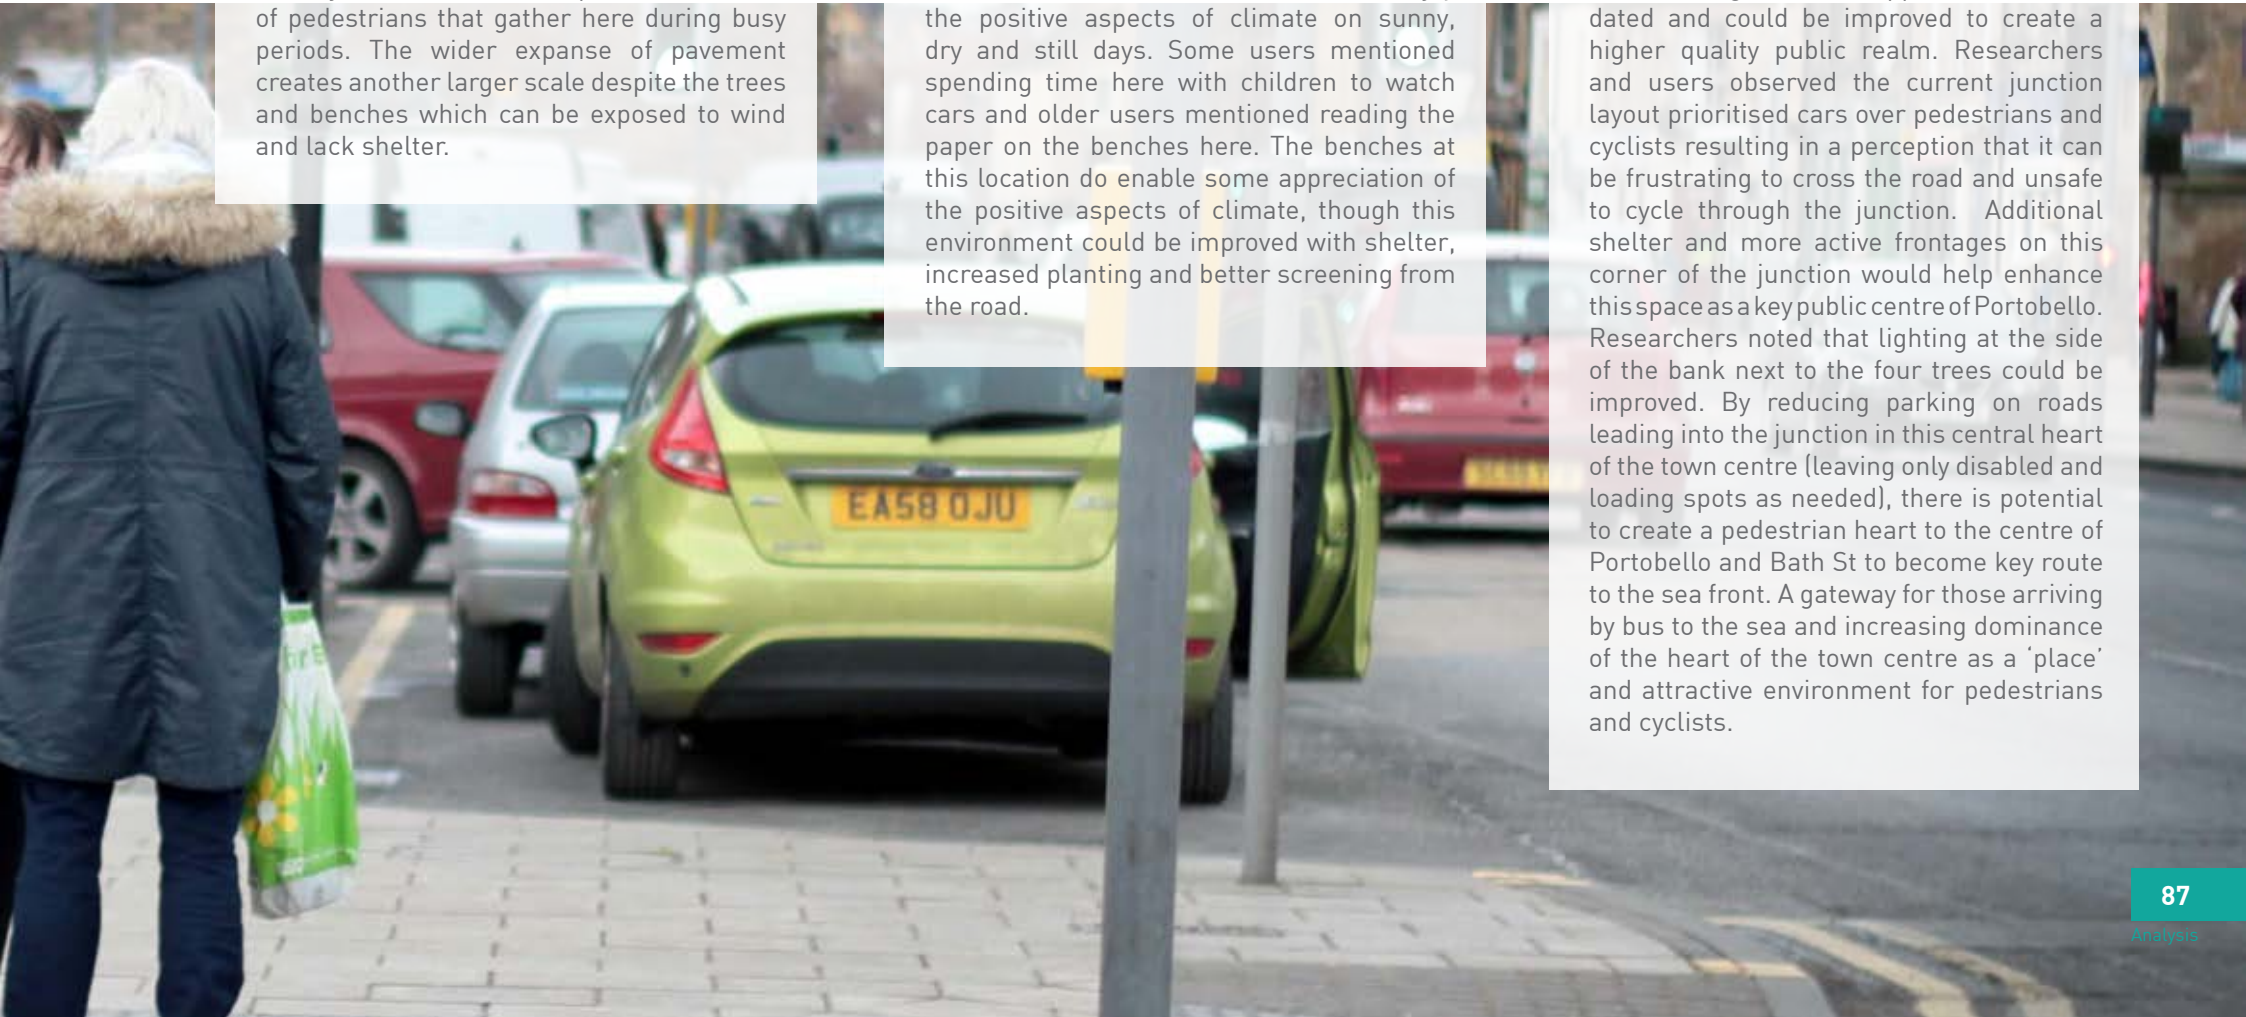 of pedestrians that gather here during busy
periods. The wider expanse of pavement
creates another larger scale despite the trees
and benches which can be exposed to wind
and lack shelter.
the positive aspects of climate on sunny,
dry and still days. Some users mentioned
spending time here with children to watch
cars and older users mentioned reading the
paper on the benches here. The benches at
this location do enable some appreciation of
the positive aspects of climate, though this
environment could be improved with shelter,
increased planting and better screening from
the road.
dated and could be improved to create a
higher quality public realm. Researchers
and users observed the current junction
layout prioritised cars over pedestrians and
cyclists resulting in a perception that it can
be frustrating to cross the road and unsafe
to cycle through the junction. Additional
shelter and more active frontages on this
corner of the junction would help enhance
this space as a key public centre of Portobello.
Researchers noted that lighting at the side
of the bank next to the four trees could be
improved. By reducing parking on roads
leading into the junction in this central heart
of the town centre (leaving only disabled and
loading spots as needed), there is potential
to create a pedestrian heart to the centre of
Portobello and Bath St to become key route
to the sea front. A gateway for those arriving
by bus to the sea and increasing dominance
of the heart of the town centre as a ‘place’
and attractive environment for pedestrians
and cyclists.
EA58 OJU
87
Analysis